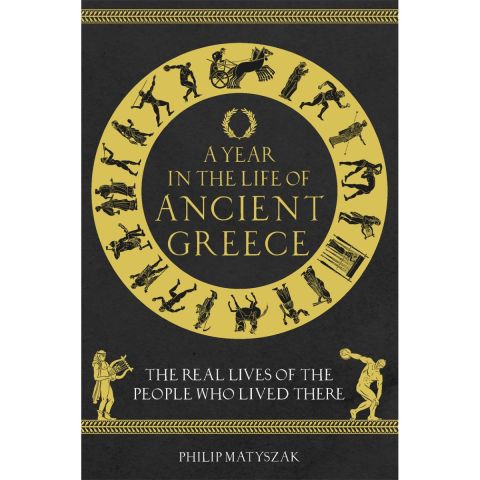 A YEAR
IN THE LIFE OF
ANCIENT
GREECE
THE REAL LIVES OF THE
PEOPLE WHO LIVED THERE
PHILIP MATYSZAK